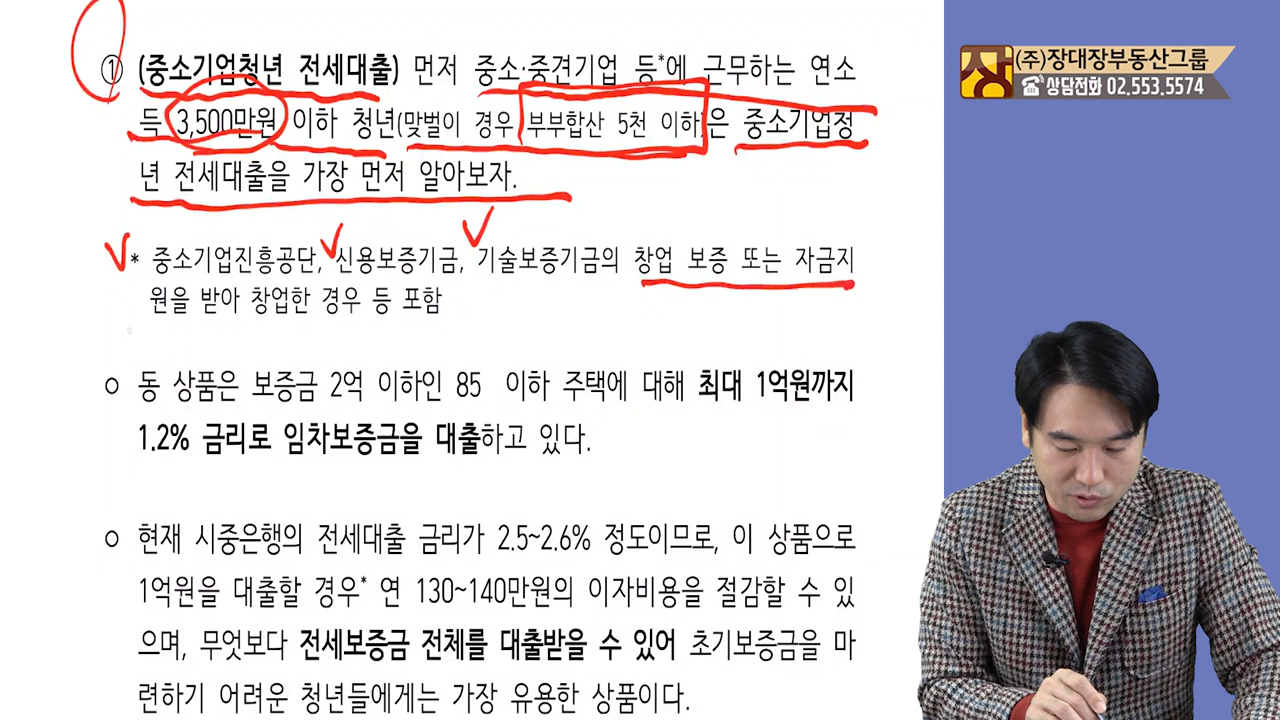 ① (중소기업청년 전세대출) 먼저 중소·중견기업 등*에 근무하는 연소
득 3,500만원 이하 청년(맞벌이 경우 부부합산 5천 이하)은 중소기업청
년 전세대출을 가장 먼저 알아보자.
* 중소기업진흥공단, 신용보증기금, 기술보증기금의 창업 보증 또는 자금지
원을 받아 창업한 경우 등 포함
○ 동 상품은 보증금 2억 이하인 85 이하 주택에 대해 최대 1억원까지
1.2% 금리로 임차보증금을 대출하고 있다.
○ 현재 시중은행의 전세대출 금리가 2.5~2.6% 정도이므로, 이 상품으로
1억원을 대출할 경우* 연 130~140만원의 이자비용을 절감할 수 있
으며, 무엇보다 전세보증금 전체를 대출받을 수 있어 초기보증금을 마
련하기 어려운 청년들에게는 가장 유용한 상품이다.
장
(주)장대장부동산그룹
☎상담전화 02.553.5574